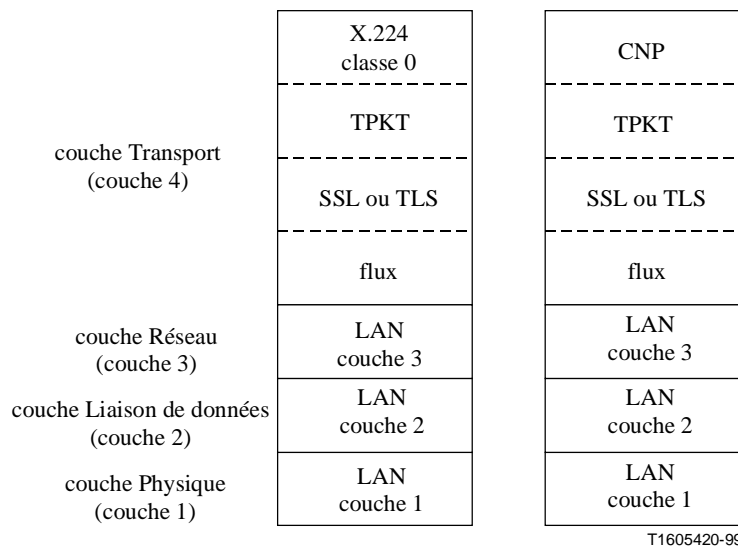 X.224
classe 0
CNP
TPKT
TPKT
couche Transport
(couche 4)
SSL ou TLS
SSL ou TLS
flux
flux
couche Réseau
(couche 3)
LAN
couche 3
LAN
couche 3
couche Liaison de données
(couche 2)
LAN
couche 2
LAN
couche 2
couche Physique
(couche 1)
LAN
couche 1
LAN
couche 1
T1605420-99